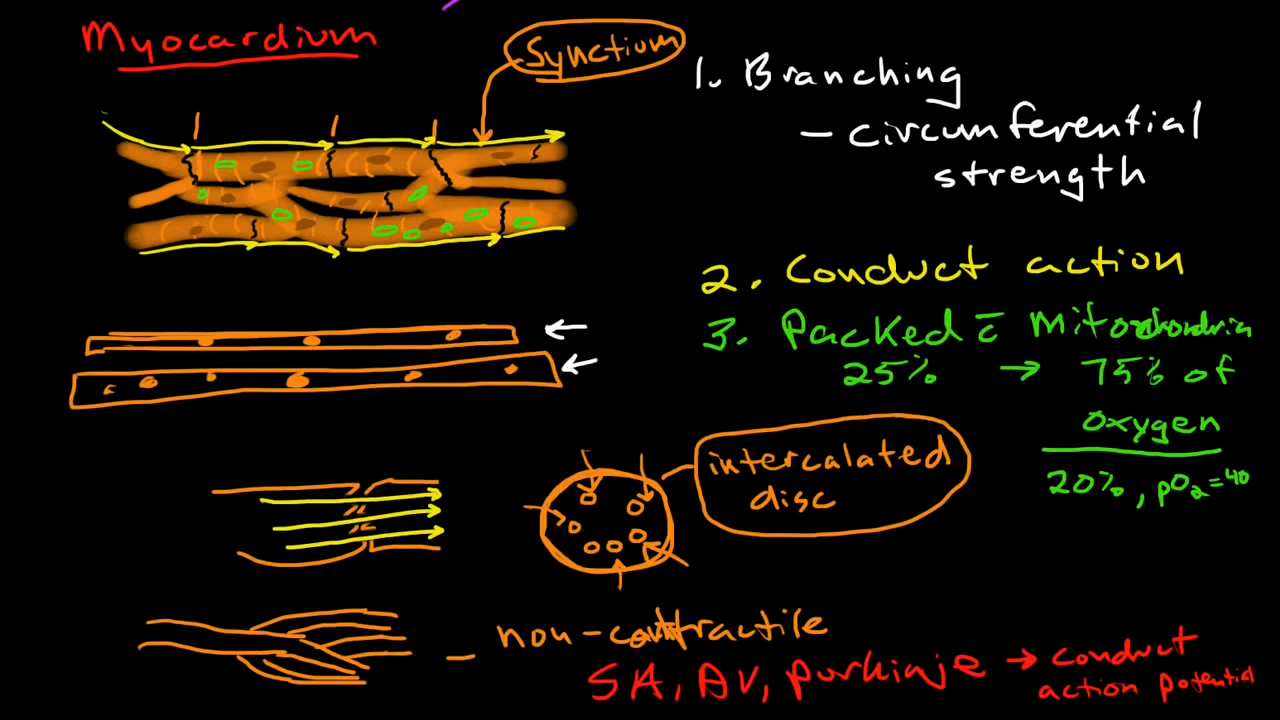 Myocardium
Synctium
1. Branching
- circumferential
strength
2. Conduct action
3. Packed c̄ Mitochondria
25% → 75% of
oxygen
20%, pO₂=40
intercalated
disc
- non-contractile
SA, AV, purkinje → conduct
action potential